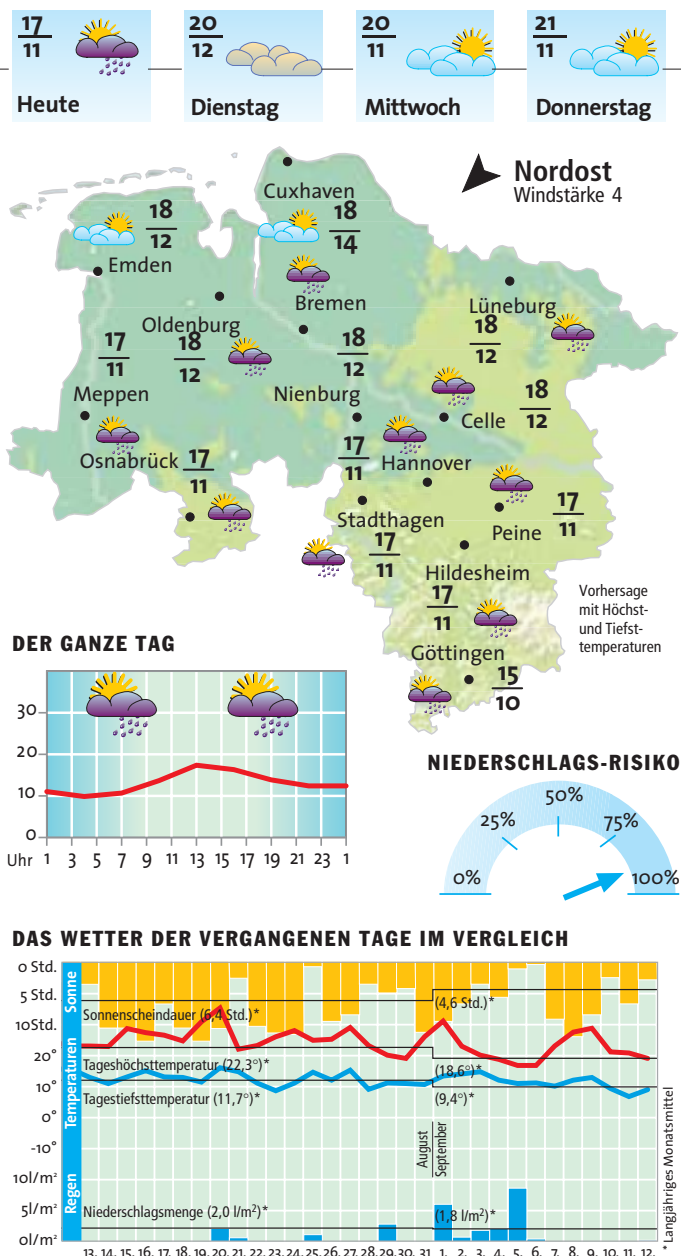 17 20 20 21
11 12 11 11
Heute Dienstag Mittwoch Donnerstag
Nordost
Windstärke 4
Cuxhaven
18
14
18
12
Emden
Bremen
18
12
Lüneburg
18
12
Oldenburg
18
12
17
11
Meppen
Nienburg
Celle
18
12
Osnabrück
17
11
17
11
Hannover
Stadthagen
17
11
Peine
17
11
Hildesheim
17
11
Göttingen
15
10
Vorhersage
mit Höchst-
und Tiefst-
temperaturen
DER GANZE TAG
30
20
10
0
Uhr 1 3 5 7 9 11 13 15 17 19 21 23 1
NIEDERSCHLAGS-RISIKO
0% 25% 50% 75% 100%
DAS WETTER DER VERGANGENEN TAGE IM VERGLEICH
Sonne
0 Std.
5 Std.
10Std.
Sonnenscheindauer (6,4 Std.)* (4,6 Std.)*
Temperaturen
20°
10°
0°
-10°
Tageshöchsttemperatur (22,3°)* (18,6°)*
Tagestiefsttemperatur (11,7°)* (9,4°)*
August
September
Regen
10l/m²
5l/m²
0l/m²
Niederschlagsmenge (2,0 l/m²)* (1,8 l/m²)*
13. 14. 15. 16. 17. 18. 19. 20. 21. 22. 23. 24. 25. 26. 27. 28. 29. 30. 31 1. 2. 3. 4. 5. 6. 7. 8. 9. 10. 11. 12.
* Langjähriges Monatsmittel